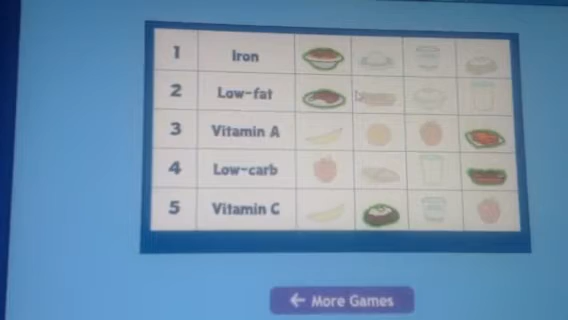 1 Iron
2 Low-fat
3 Vitamin A
4 Low-carb
5 Vitamin C
← More Games